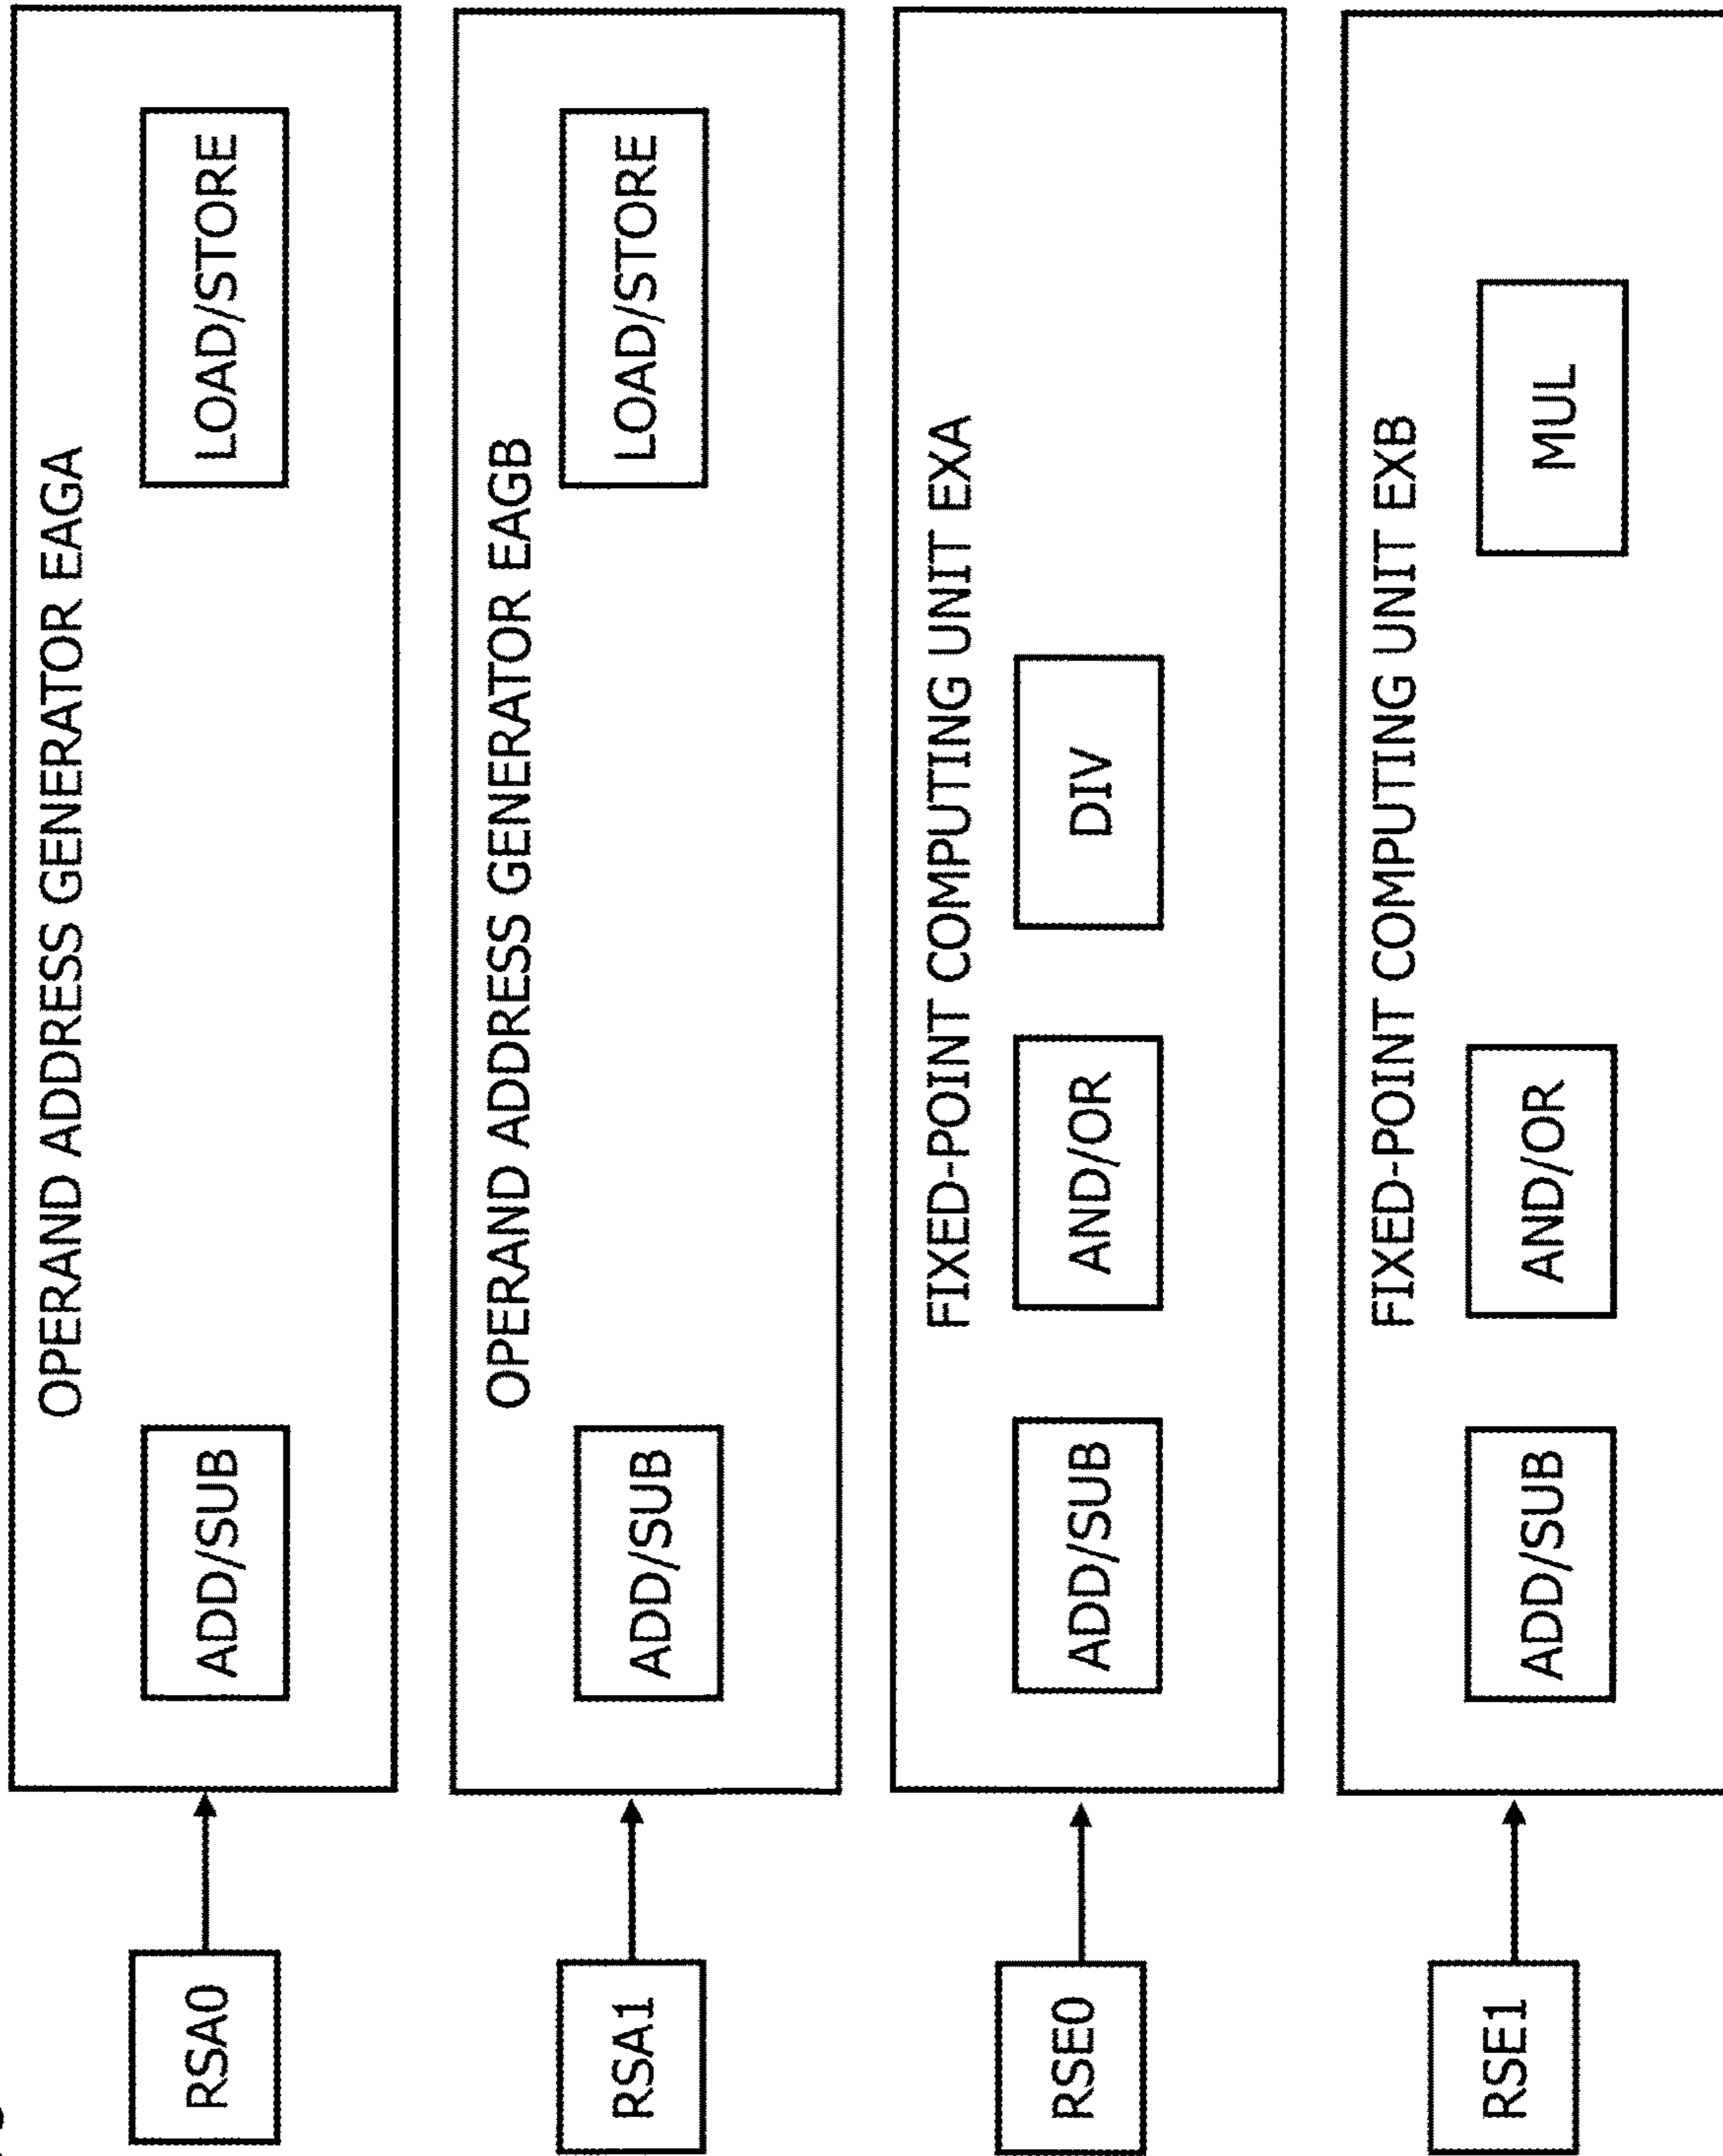 OPERAND ADDRESS GENERATOR EAGA
RSA0
ADD/SUB
LOAD/STORE
OPERAND ADDRESS GENERATOR EAGB
RSA1
ADD/SUB
LOAD/STORE
FIXED-POINT COMPUTING UNIT EXA
RSE0
ADD/SUB
AND/OR
DIV
FIXED-POINT COMPUTING UNIT EXB
RSE1
ADD/SUB
AND/OR
MUL